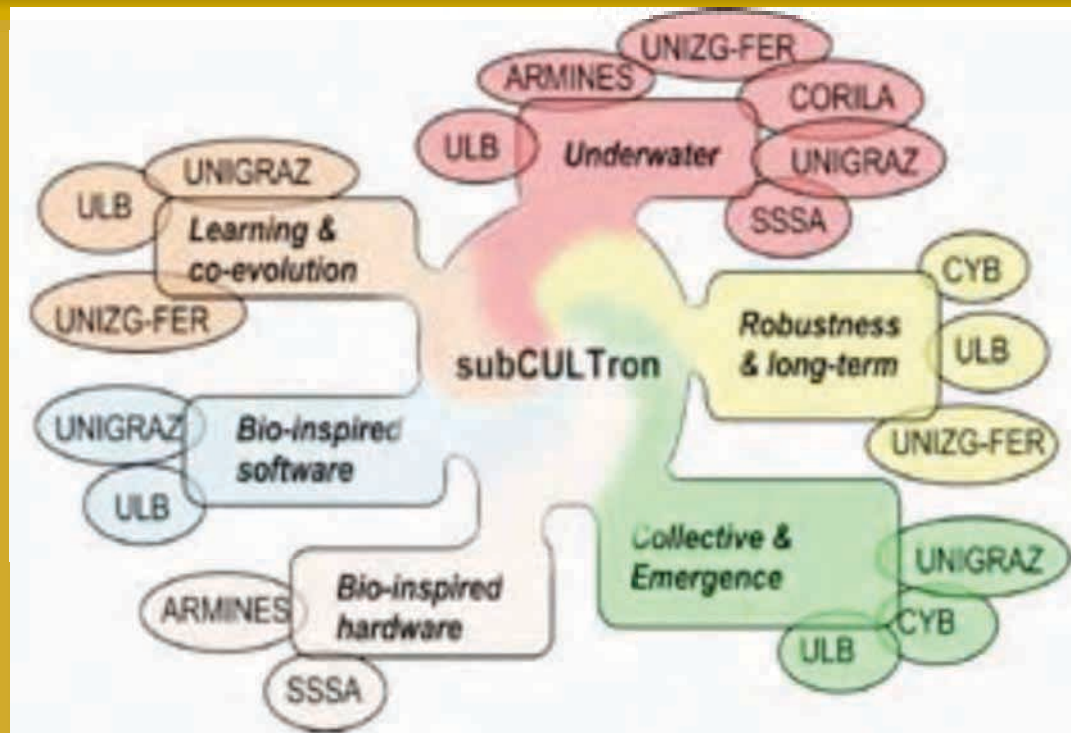 UNIZG-FER
ARMINES
CORILA
ULB
Underwater
UNIGRAZ
SSSA
UNIGRAZ
ULB
Learning &
co-evolution
UNIZG-FER
CYB
Robustness
& long-term
ULB
UNIZG-FER
subCULTron
UNIGRAZ
Bio-inspired
software
ULB
Collective &
Emergence
UNIGRAZ
CYB
ULB
ARMINES
Bio-inspired
hardware
SSSA